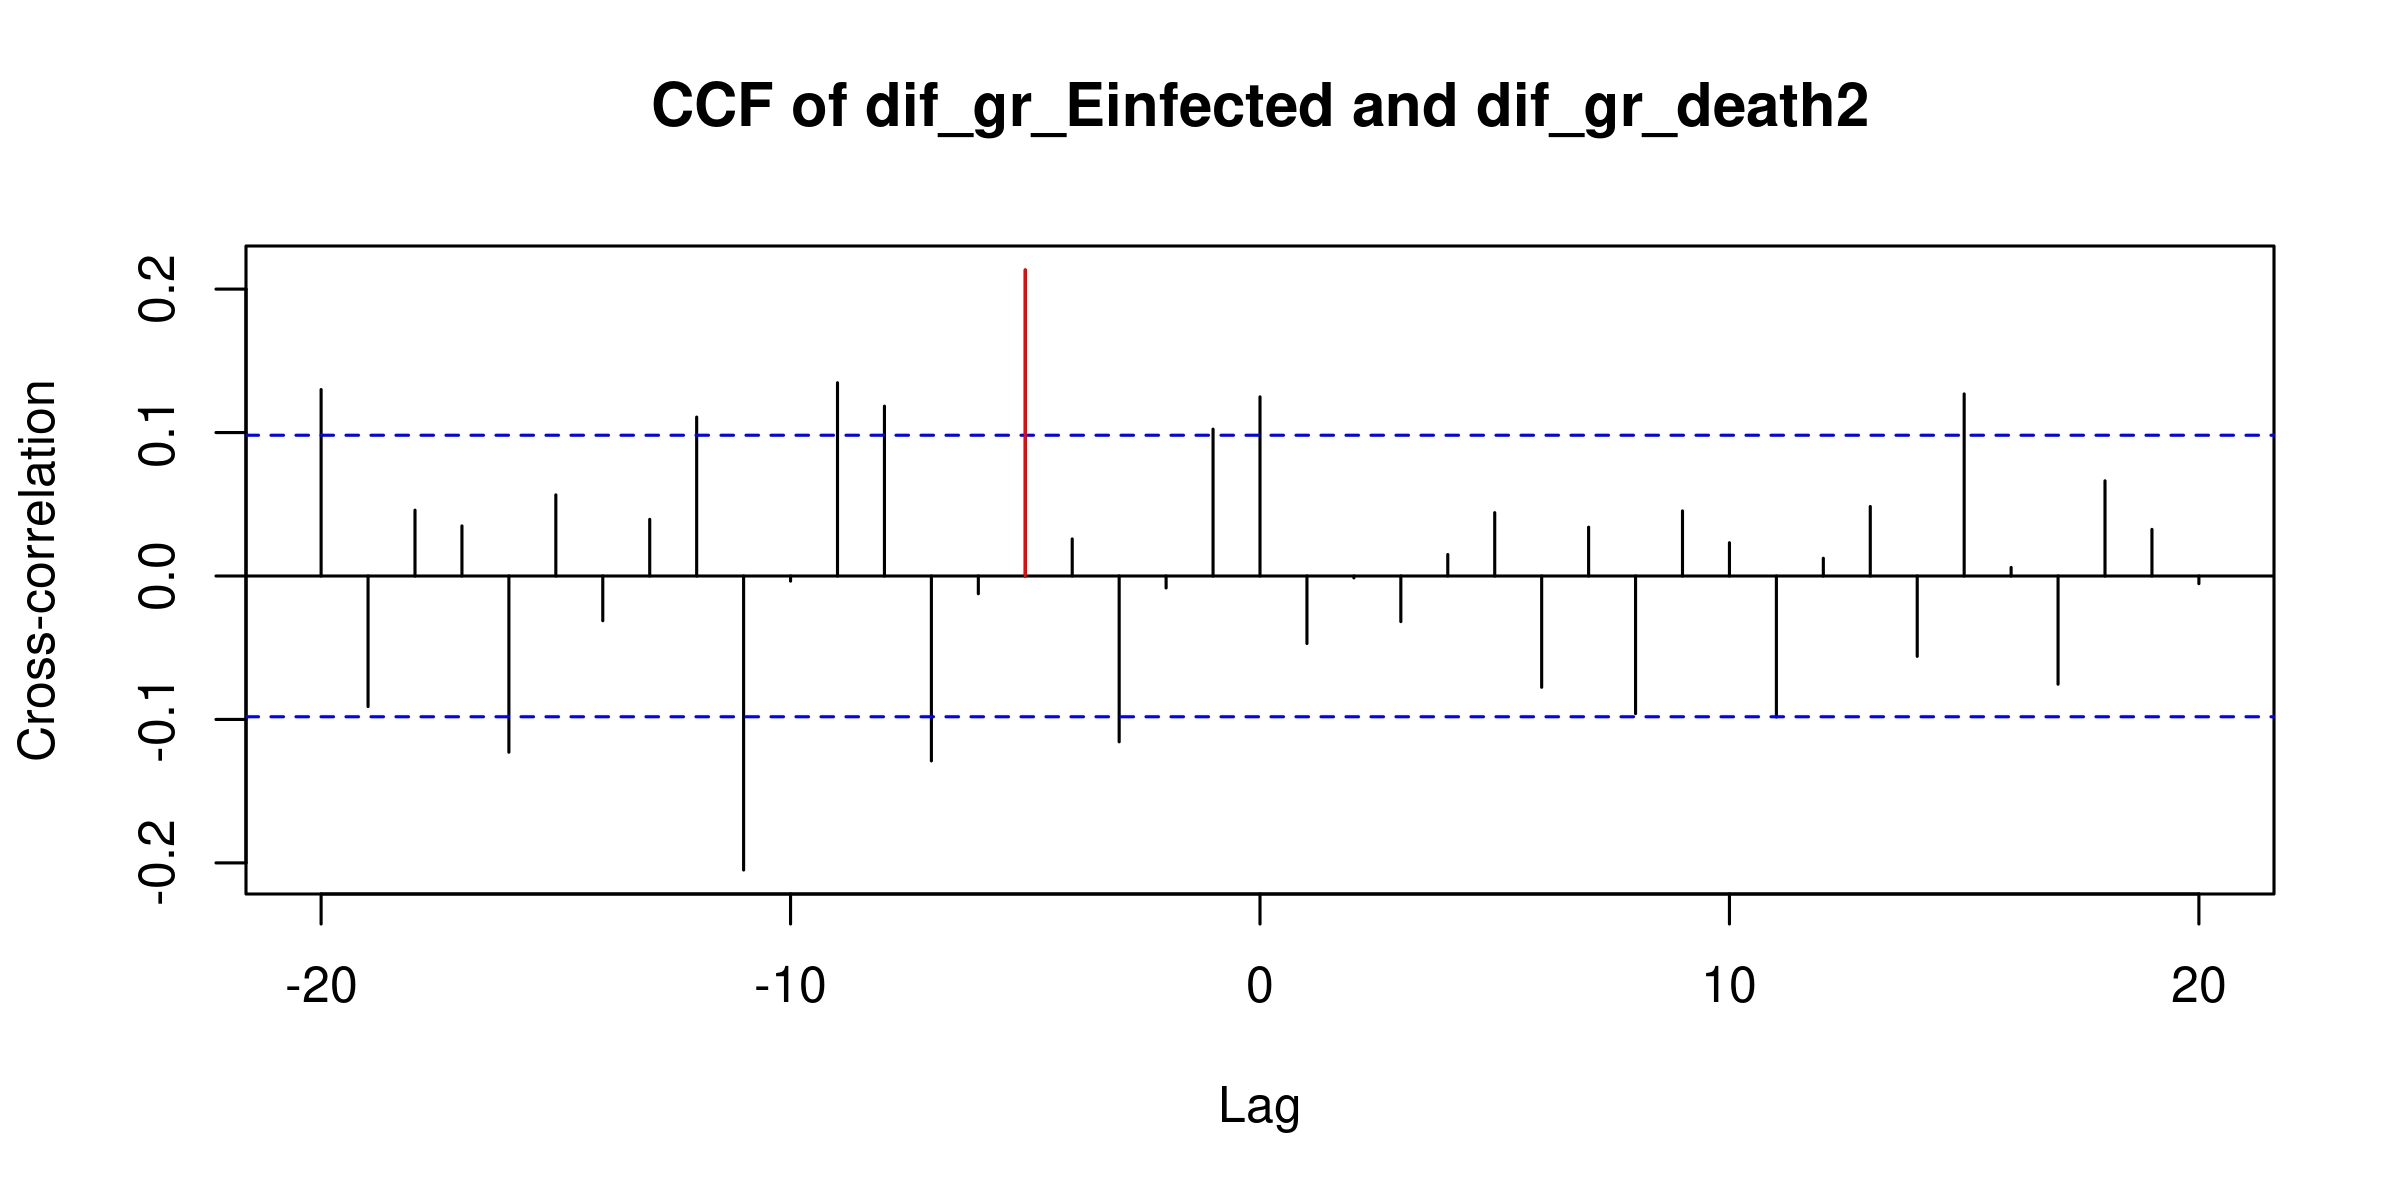 CCF of dif_gr_Einfected and dif_gr_death2
Cross-correlation
0.2
0.1
0.0
-0.1
-0.2
-20 -10 0 10 20
Lag